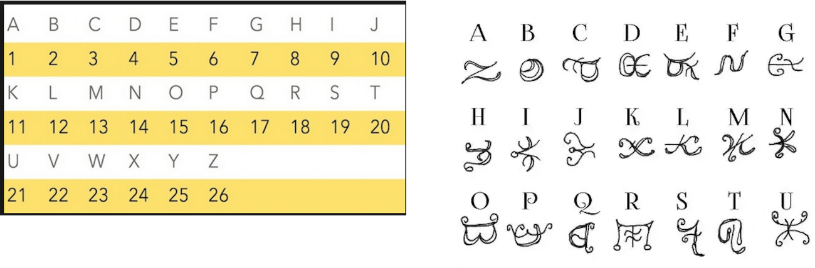 A B C D E F G H I J
1 2 3 4 5 6 7 8 9 10
K L M N O P Q R S T
11 12 13 14 15 16 17 18 19 20
U V W X Y Z
21 22 23 24 25 26
A B C D E F G
H I J K L M N
O P Q R S T U